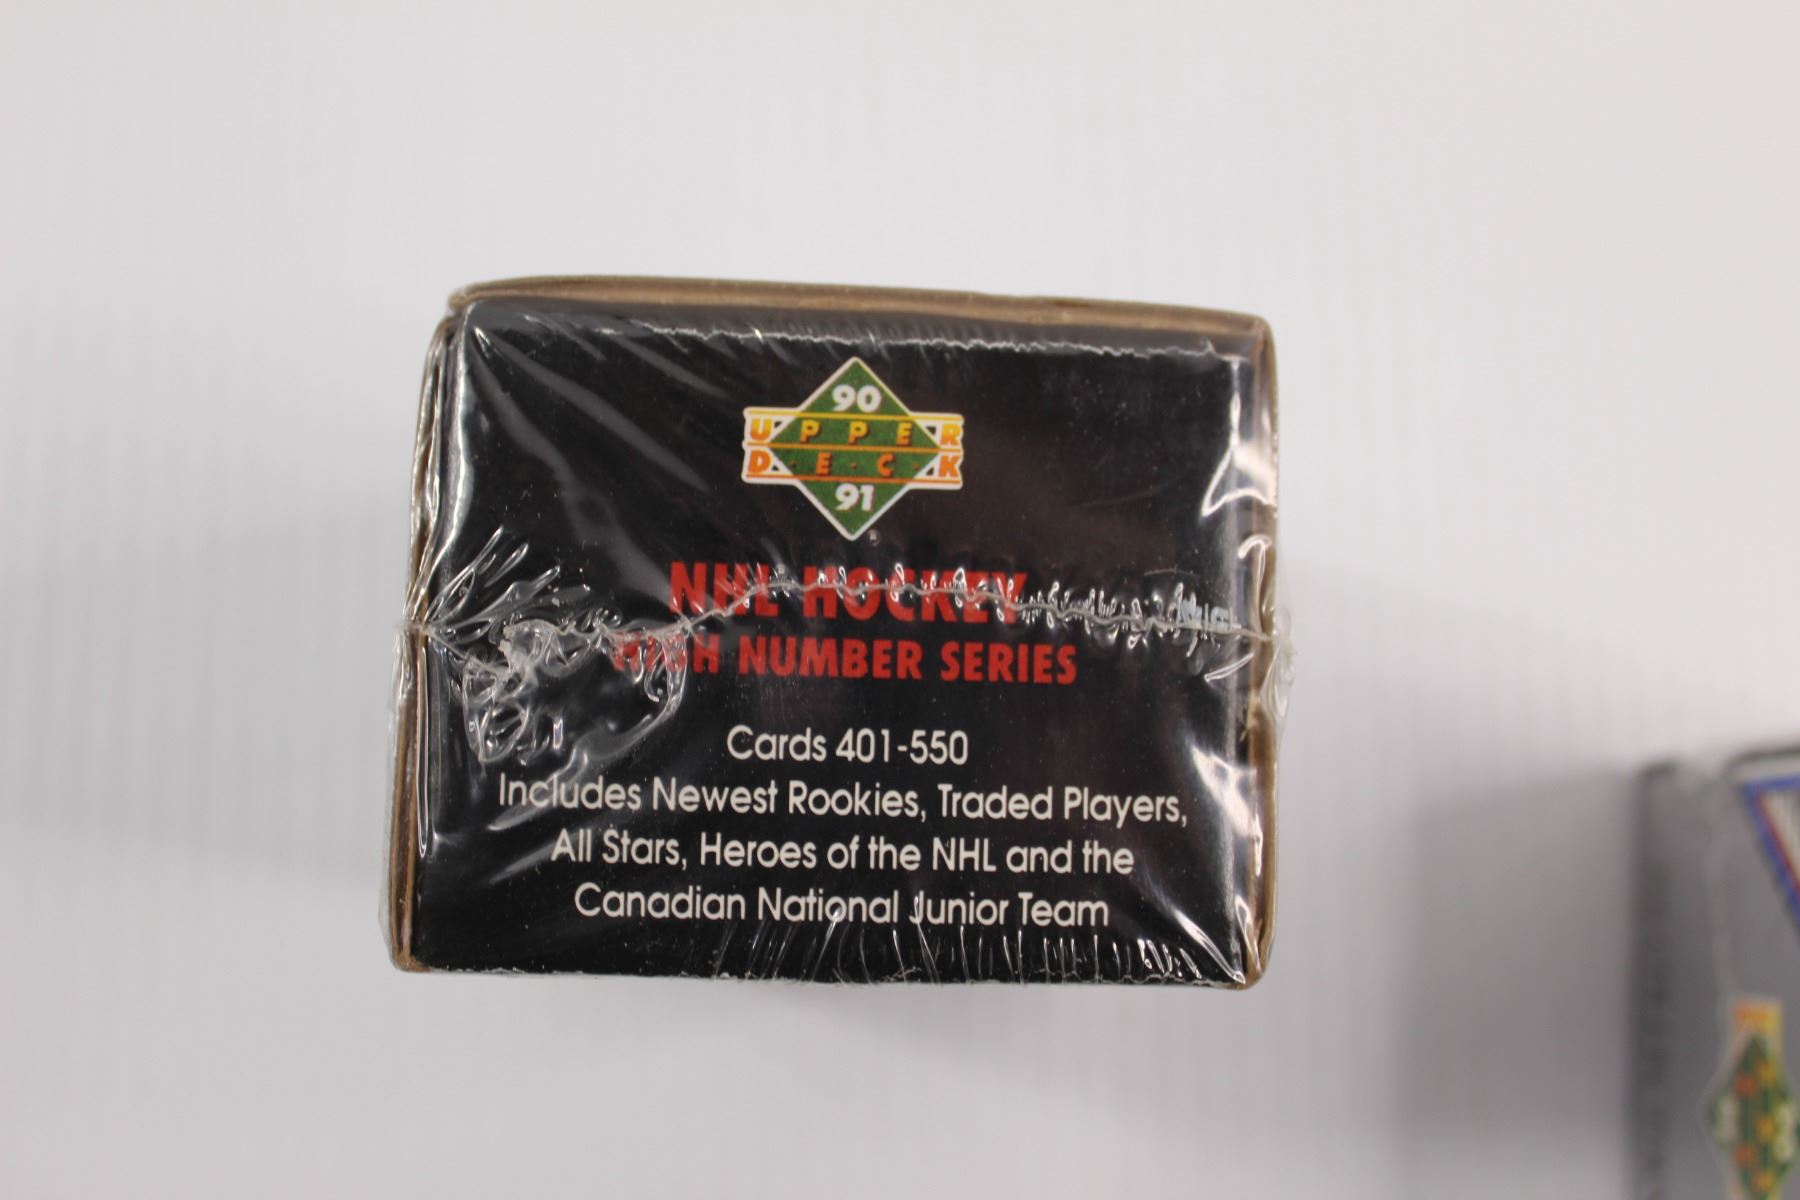 90
UPPER
D·E·C·K
91
NHL HOCKEY
HIGH NUMBER SERIES
Cards 401-550
Includes Newest Rookies, Traded Players,
All Stars, Heroes of the NHL and the
Canadian National Junior Team